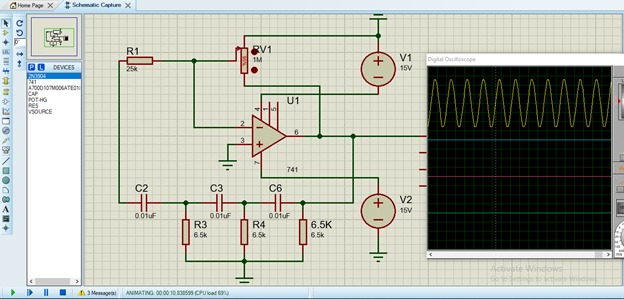 Home Page
Schematic Capture
DEVICES
P L
2N3904
741
A700D107M006ATE01
CAP
POT-HG
RES
VSOURCE
R1
25k
RV1
1M
V1
15V
U1
4
1
5
2
3
6
7
741
V2
15V
C2
0.01uF
C3
0.01uF
C6
0.01uF
R3
6.5k
R4
6.5k
6.5K
6.5k
Digital Oscilloscope
Activate Windows
Go to Settings to activate Windows.
3 Message(s)
ANIMATING: 00:00:10.838599 (CPU load 69%)